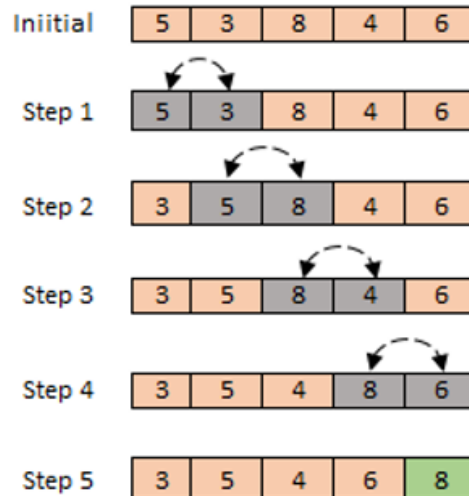 Iniitial 5 3 8 4 6
Step 1 5 3 8 4 6
Step 2 3 5 8 4 6
Step 3 3 5 8 4 6
Step 4 3 5 4 8 6
Step 5 3 5 4 6 8